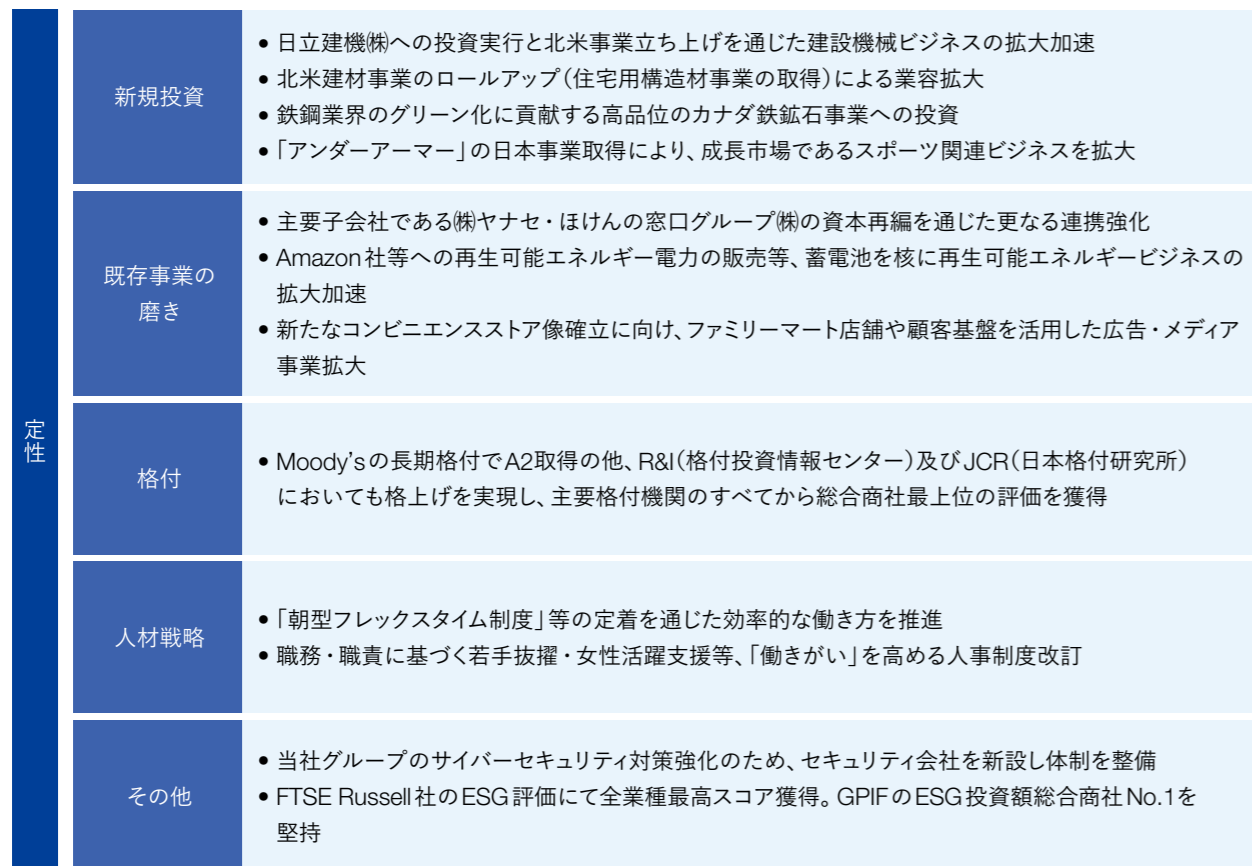 定性
新規投資
• 日立建機㈱への投資実行と北米事業立ち上げを通じた建設機械ビジネスの拡大加速
• 北米建材事業のロールアップ（住宅用構造材事業の取得）による業容拡大
• 鉄鋼業界のグリーン化に貢献する高品位のカナダ鉄鉱石事業への投資
• 「アンダーアーマー」の日本事業取得により、成長市場であるスポーツ関連ビジネスを拡大
既存事業の
磨き
• 主要子会社である㈱ヤナセ・ほけんの窓口グループ㈱の資本再編を通じた更なる連携強化
• Amazon社等への再生可能エネルギー電力の販売等、蓄電池を核に再生可能エネルギービジネスの
拡大加速
• 新たなコンビニエンスストア像確立に向け、ファミリーマート店舗や顧客基盤を活用した広告・メディア
事業拡大
格付
• Moody’sの長期格付でA2取得の他、R&I（格付投資情報センター）及びJCR（日本格付研究所）
においても格上げを実現し、主要格付機関のすべてから総合商社最上位の評価を獲得
人材戦略
• 「朝型フレックスタイム制度」等の定着を通じた効率的な働き方を推進
• 職務・職責に基づく若手抜擢・女性活躍支援等、「働きがい」を高める人事制度改訂
その他
• 当社グループのサイバーセキュリティ対策強化のため、セキュリティ会社を新設し体制を整備
• FTSE Russell社のESG評価にて全業種最高スコア獲得。GPIFのESG投資額総合商社No.1を
堅持